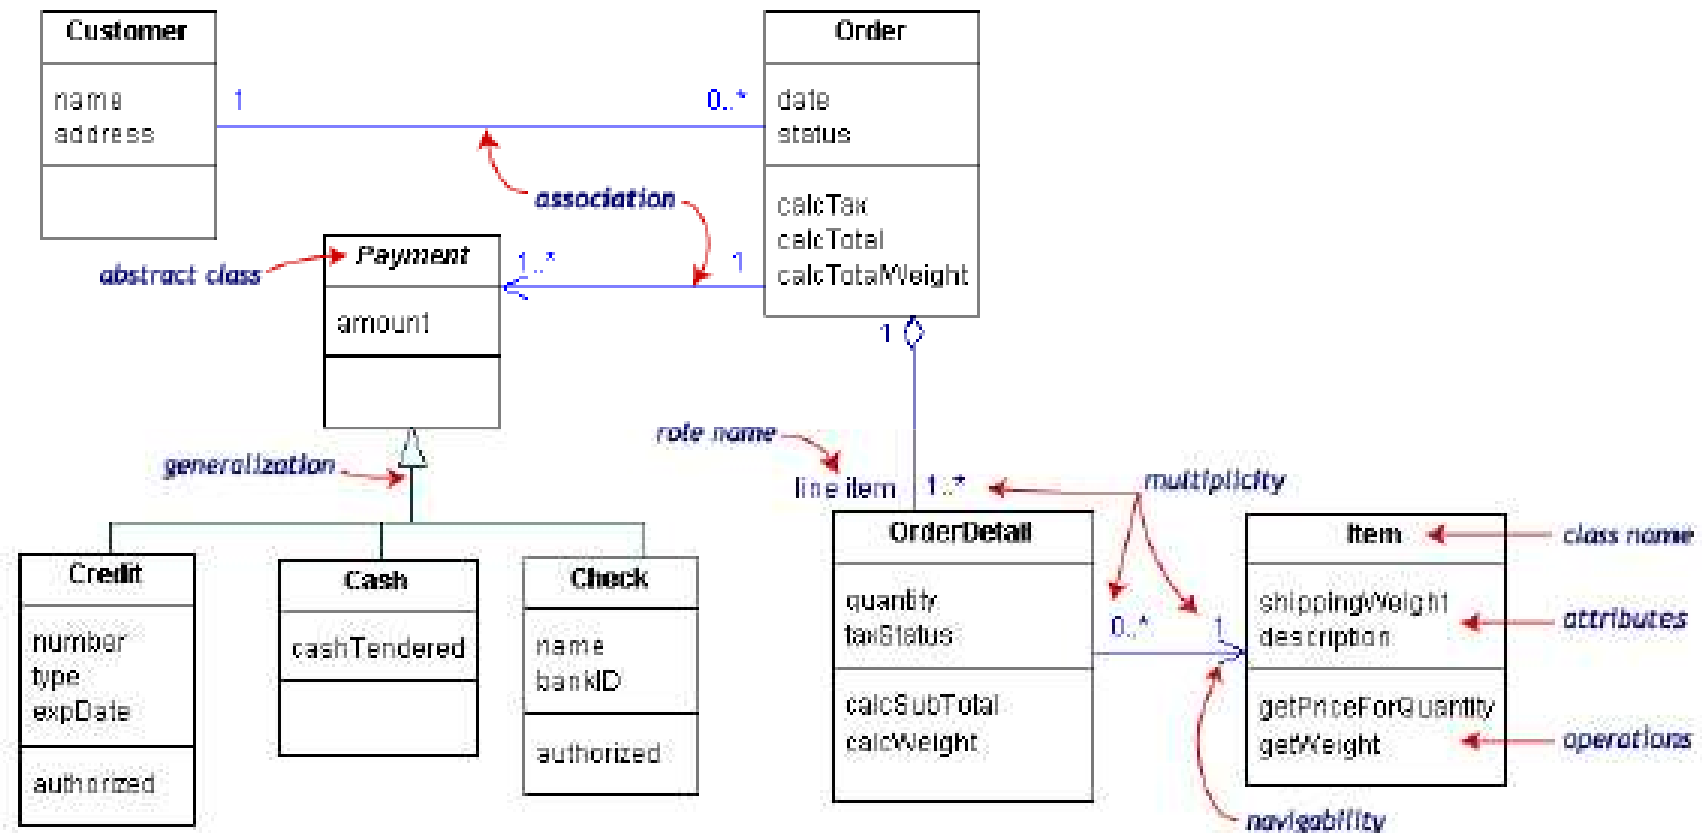 Customer
name
address
1
0..*
Order
date
status
calcTax
calcTotal
calcTotalWeight
association
abstract class
Payment
amount
1..*
1
1
generalization
role name
line item
1..*
multiplicity
Credit
number
type
expDate
authorized
Cash
cashTendered
Check
name
bankID
authorized
OrderDetail
quantity
taxStatus
calcSubTotal
calcWeight
0..*
1
Item
shippingWeight
description
getPriceForQuantity
getWeight
class name
attributes
operations
navigability